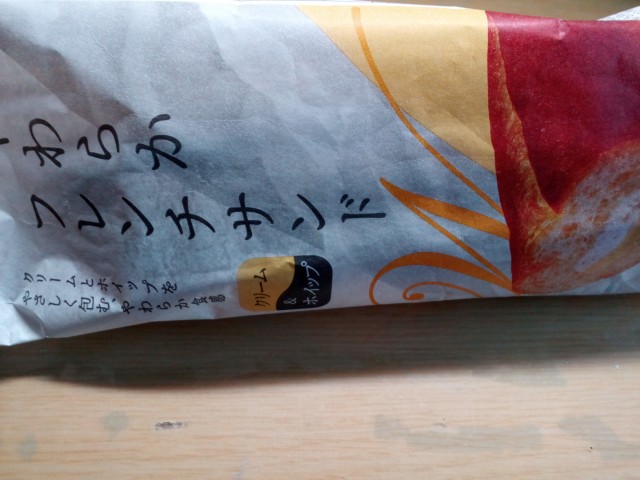 わらか
フレンチサンド
クリーム
&
ホイップ
クリームとホイップを
やさしく包む、やわらか食